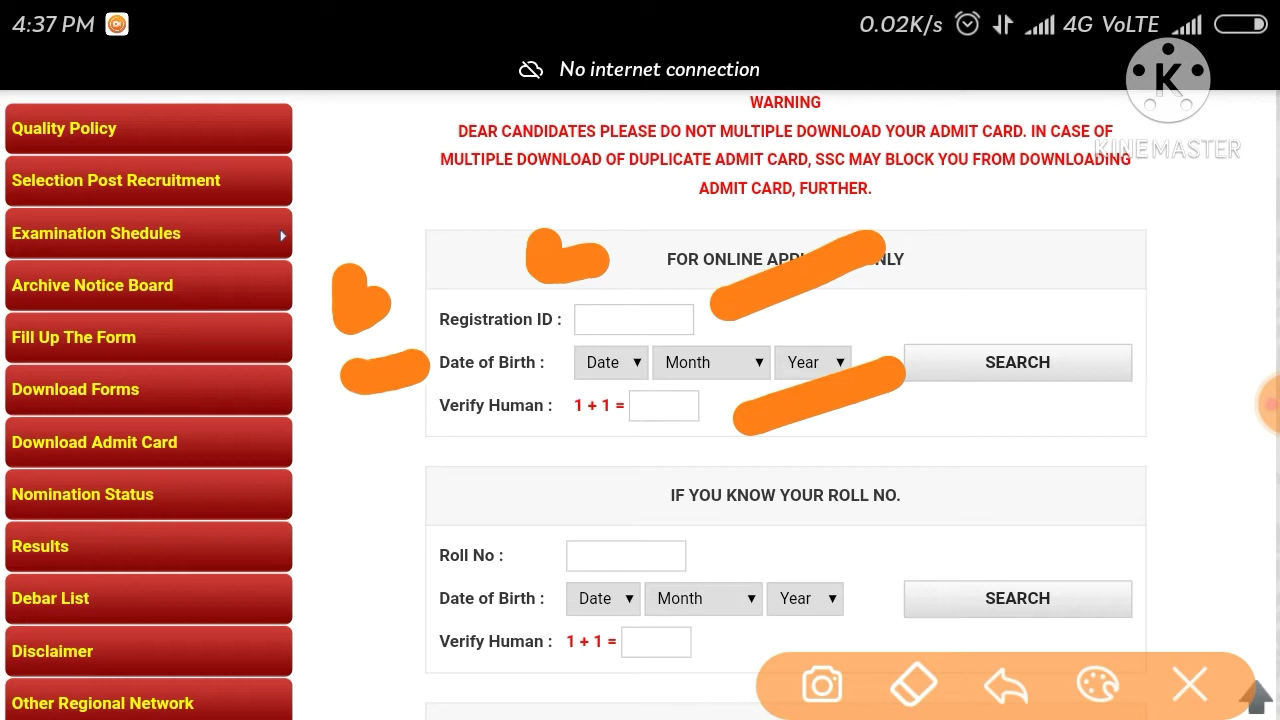 4:37 PM
0.02K/s 4G VoLTE
No internet connection
K
KINEMASTER
Quality Policy
Selection Post Recruitment
Examination Shedules
Archive Notice Board
Fill Up The Form
Download Forms
Download Admit Card
Nomination Status
Results
Debar List
Disclaimer
Other Regional Network
WARNING
DEAR CANDIDATES PLEASE DO NOT MULTIPLE DOWNLOAD YOUR ADMIT CARD. IN CASE OF
MULTIPLE DOWNLOAD OF DUPLICATE ADMIT CARD, SSC MAY BLOCK YOU FROM DOWNLOADING
ADMIT CARD, FURTHER.
FOR ONLINE
Registration ID :
Date of Birth : Date Month Year SEARCH
Verify Human : 1 + 1 =
IF YOU KNOW YOUR ROLL NO.
Roll No :
Date of Birth : Date Month Year SEARCH
Verify Human : 1 + 1 =